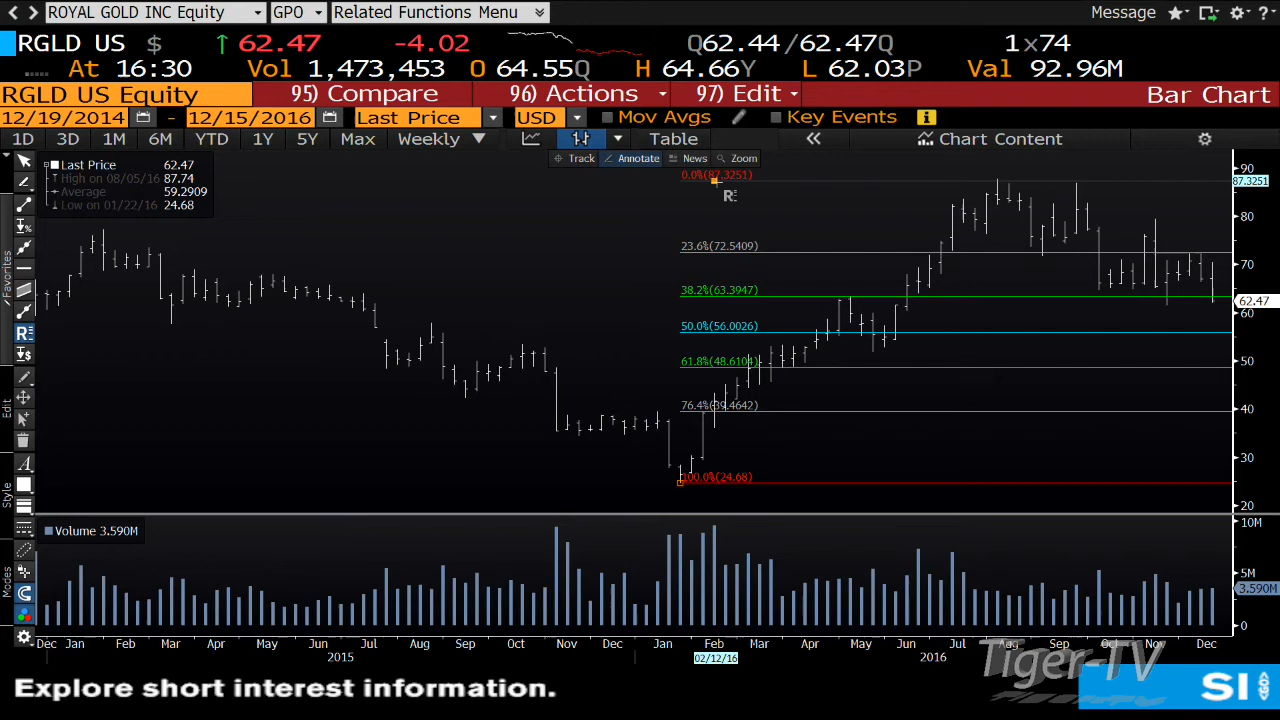 ROYAL GOLD INC Equity GPO Related Functions Menu Message
RGLD US $ ↑ 62.47 -4.02 Q62.44/62.47Q 1x74
At 16:30 Vol 1,473,453 O 64.55Q H 64.66Y L 62.03P Val 92.96M
RGLD US Equity 95) Compare 96) Actions 97) Edit Bar Chart
12/19/2014 - 12/15/2016 Last Price USD Mov Avgs Key Events
1D 3D 1M 6M YTD 1Y 5Y Max Weekly ▼ Table « Chart Content
Track Annotate News Zoom
Last Price 62.47
High on 08/05/16 87.74
Average 59.2909
Low on 01/22/16 24.68
0.0%(87.3251)
23.6%(72.5409)
38.2%(63.3947)
50.0%(56.0026)
61.8%(48.6104)
76.4%(39.4642)
100.0%(24.68)
90
87.3251
80
70
62.47
60
50
40
30
20
Favorites
Edit
Style
Modes
Volume 3.590M
10M
5M
3.590M
0
Dec Jan Feb Mar Apr May Jun Jul Aug Sep Oct Nov Dec Jan Feb Mar Apr May Jun Jul Aug Sep Oct Nov Dec
2015 02/12/16 2016
Tiger-TV
Explore short interest information.
SI <GO>